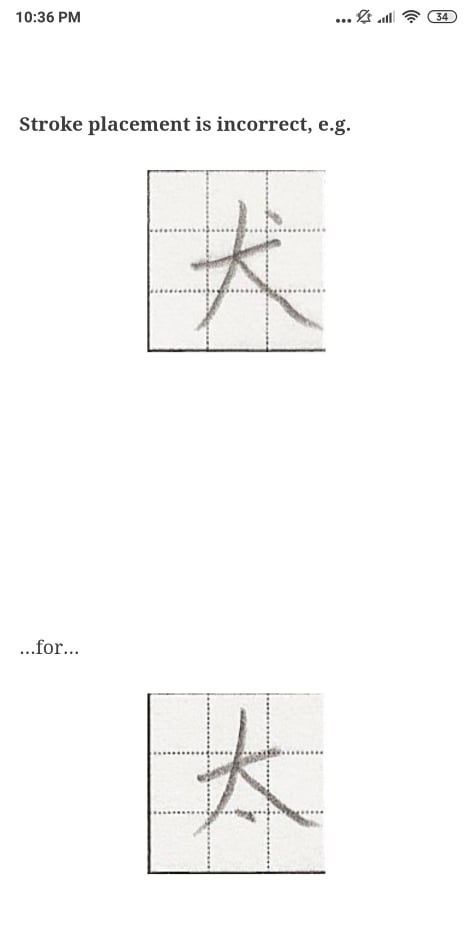 10:36 PM
34
Stroke placement is incorrect, e.g.
犬
...for...
太